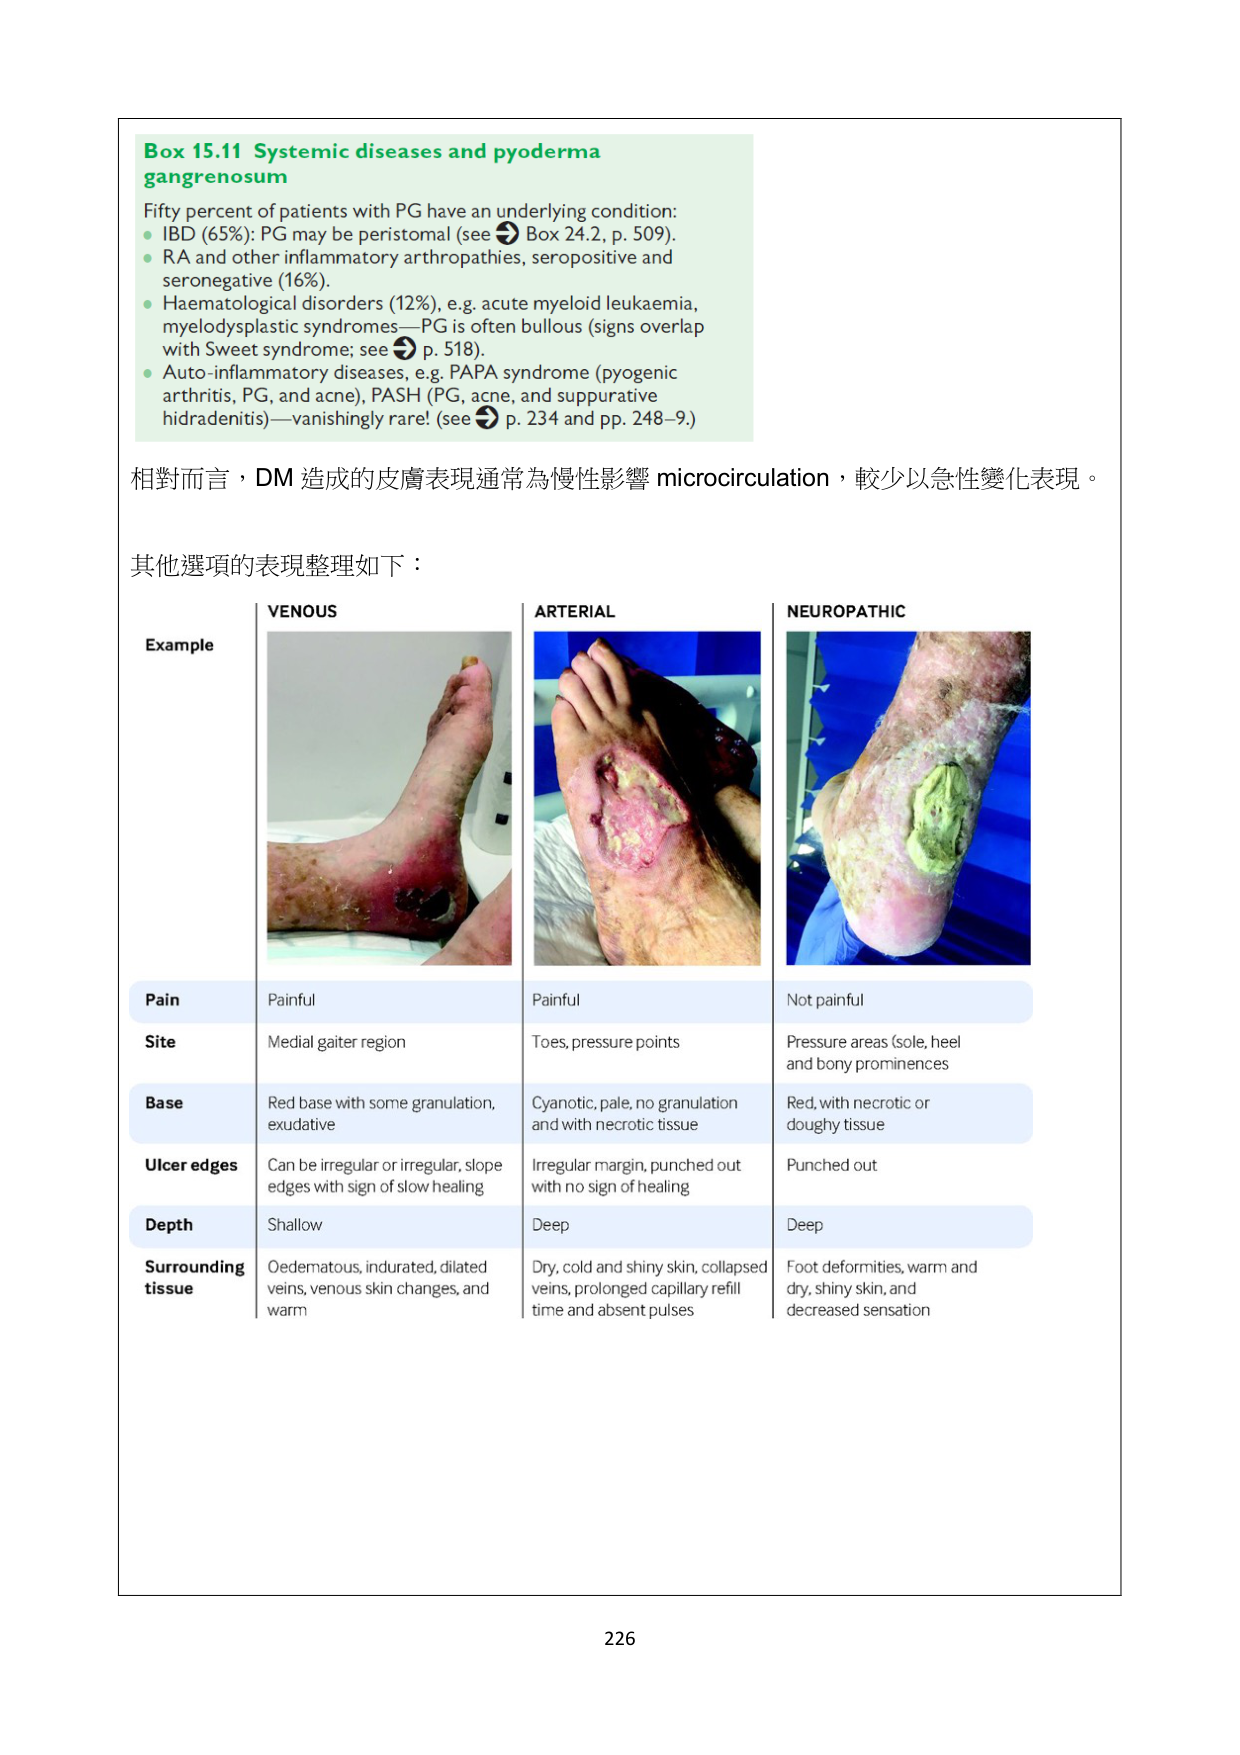 Box 15.11 Systemic diseases and pyoderma
gangrenosum
Fifty percent of patients with PG have an underlying condition:
• IBD (65%): PG may be peristomal (see ➔ Box 24.2, p. 509).
• RA and other inflammatory arthropathies, seropositive and
seronegative (16%).
• Haematological disorders (12%), e.g. acute myeloid leukaemia,
myelodysplastic syndromes—PG is often bullous (signs overlap
with Sweet syndrome; see ➔ p. 518).
• Auto-inflammatory diseases, e.g. PAPA syndrome (pyogenic
arthritis, PG, and acne), PASH (PG, acne, and suppurative
hidradenitis)—vanishingly rare! (see ➔ p. 234 and pp. 248–9.)
相對而言，DM 造成的皮膚表現通常為慢性影響 microcirculation，較少以急性變化表現。
其他選項的表現整理如下：
VENOUS ARTERIAL NEUROPATHIC
Example
Pain Painful Painful Not painful
Site Medial gaiter region Toes, pressure points Pressure areas (sole, heel
and bony prominences
Base Red base with some granulation, Cyanotic, pale, no granulation Red, with necrotic or
exudative and with necrotic tissue doughy tissue
Ulcer edges Can be irregular or irregular, slope Irregular margin, punched out Punched out
edges with sign of slow healing with no sign of healing
Depth Shallow Deep Deep
Surrounding Oedematous, indurated, dilated Dry, cold and shiny skin, collapsed Foot deformities, warm and
tissue veins, venous skin changes, and veins, prolonged capillary refill dry, shiny skin, and
warm time and absent pulses decreased sensation
226